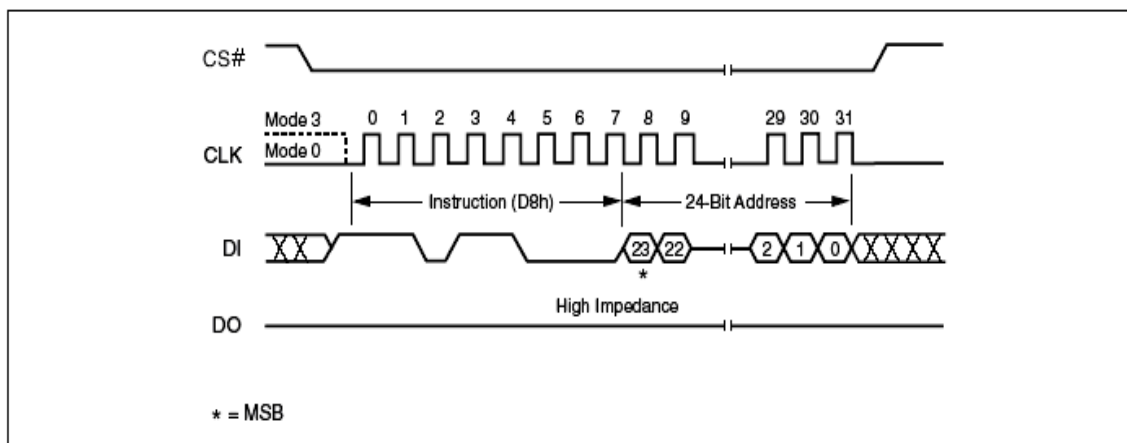 CS#
Mode 3
0 1 2 3 4 5 6 7 8 9 29 30 31
CLK
Mode 0
Instruction (D8h) 24-Bit Address
DI 23 22 2 1 0
*
High Impedance
DO
* = MSB